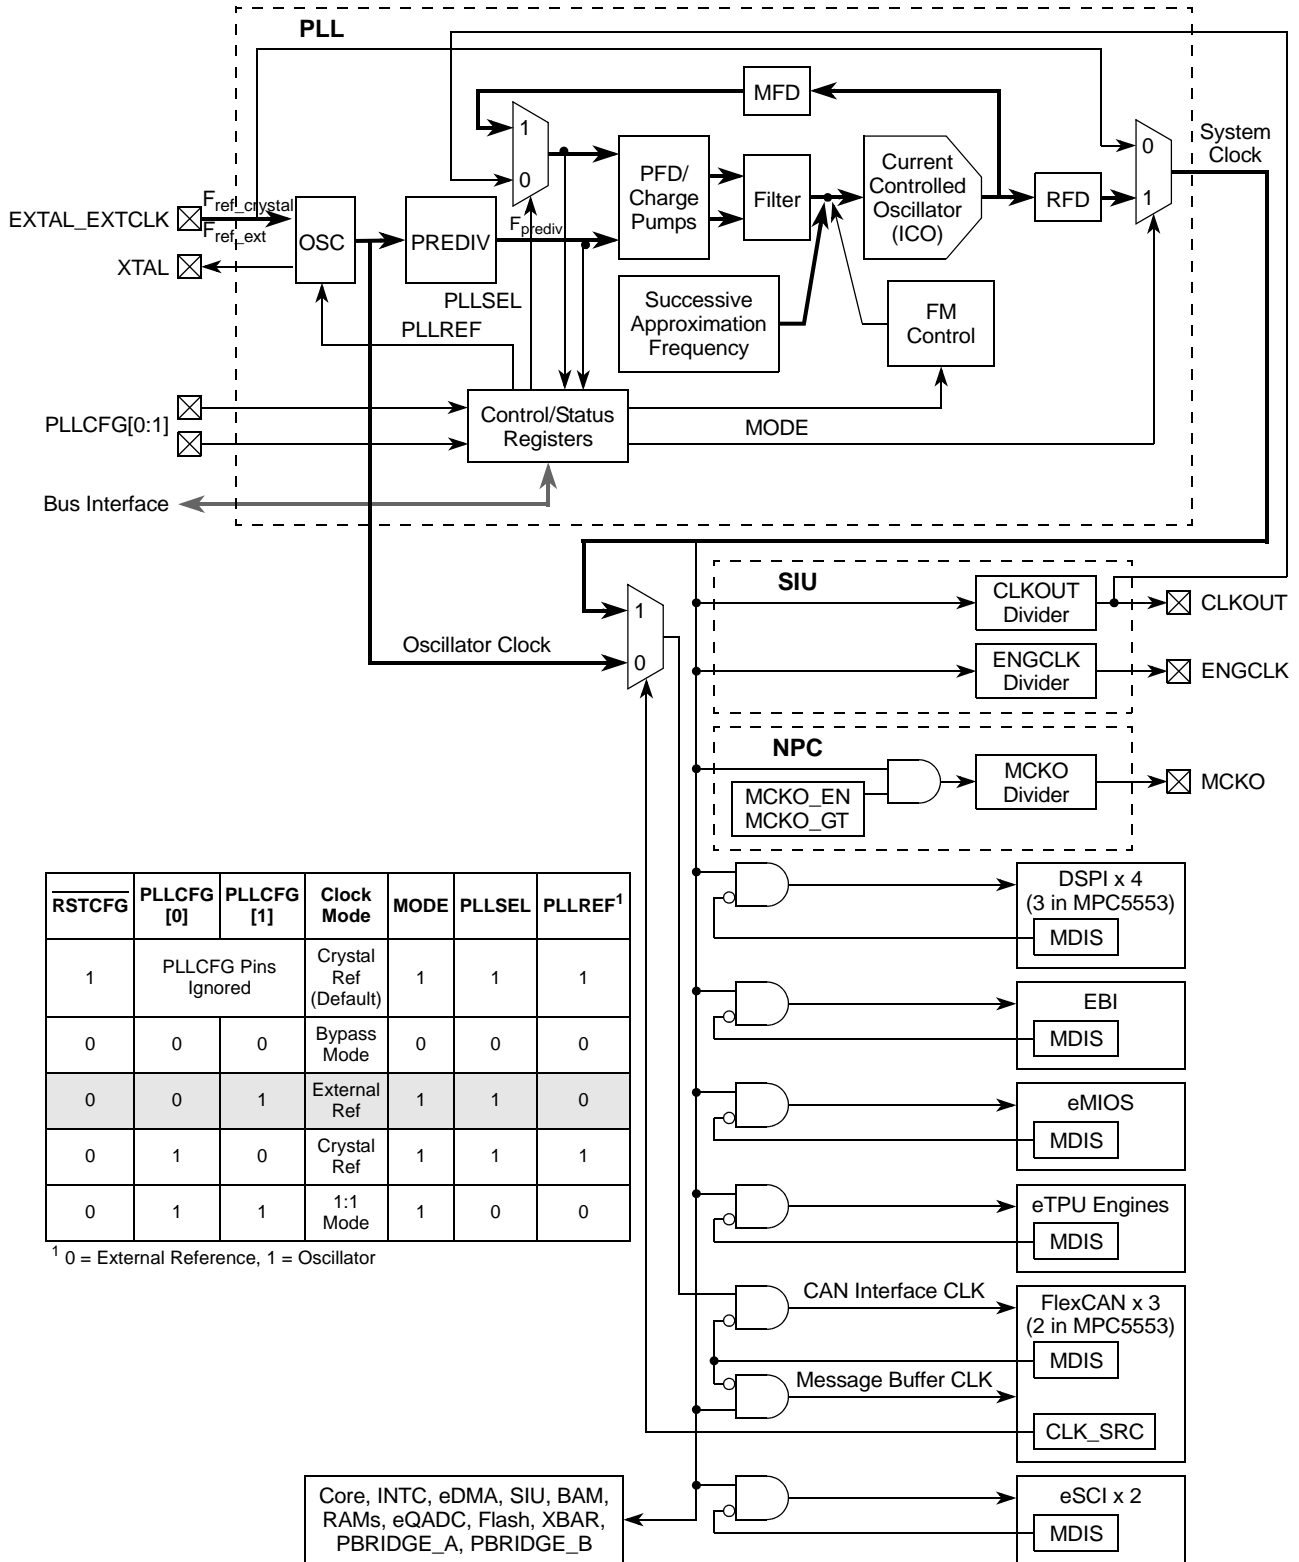 PLL
MFD
1
0
PFD/
Charge
Pumps
Filter
Current
Controlled
Oscillator
(ICO)
RFD
0
1
System
Clock
EXTAL_EXTCLK
Fref_crystal
Fref_ext
OSC
PREDIV
Fprediv
XTAL
PLLSEL
PLLREF
Successive
Approximation
Frequency
FM
Control
PLLCFG[0:1]
Control/Status
Registers
MODE
Bus Interface
SIU
CLKOUT
Divider
CLKOUT
1
0
Oscillator Clock
ENGCLK
Divider
ENGCLK
NPC
MCKO_EN
MCKO_GT
MCKO
Divider
MCKO
DSPI x 4
(3 in MPC5553)
MDIS
EBI
MDIS
eMIOS
MDIS
eTPU Engines
MDIS
CAN Interface CLK
FlexCAN x 3
(2 in MPC5553)
MDIS
Message Buffer CLK
CLK_SRC
eSCI x 2
MDIS
Core, INTC, eDMA, SIU, BAM,
RAMs, eQADC, Flash, XBAR,
PBRIDGE_A, PBRIDGE_B
RSTCFG PLLCFG [0] PLLCFG [1] Clock Mode MODE PLLSEL PLLREF1
1 PLLCFG Pins Ignored Crystal Ref (Default) 1 1 1
0 0 0 Bypass Mode 0 0 0
0 0 1 External Ref 1 1 0
0 1 0 Crystal Ref 1 1 1
0 1 1 1:1 Mode 1 0 0
1 0 = External Reference, 1 = Oscillator